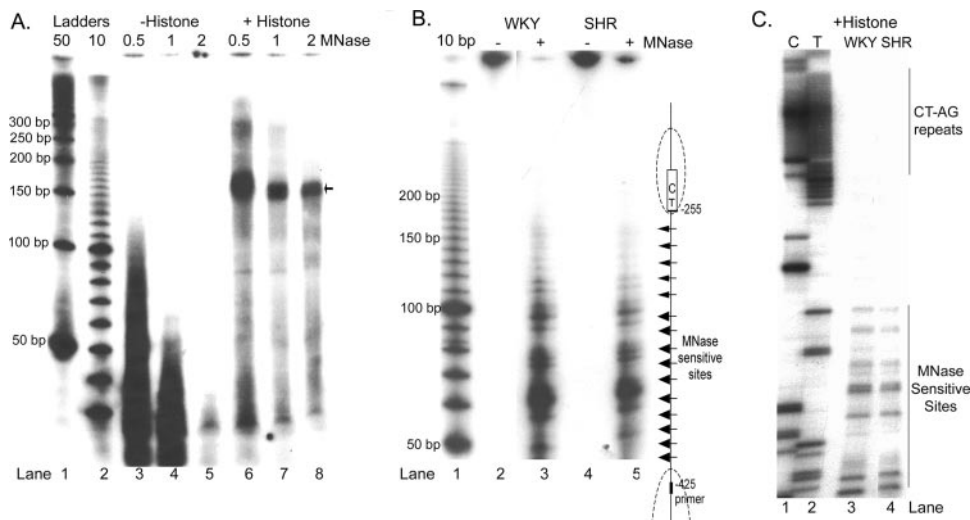 A.
Ladders -Histone + Histone
50 10 0.5 1 2 0.5 1 2 MNase
300 bp
250 bp
200 bp
150 bp
100 bp
50 bp
Lane 1 2 3 4 5 6 7 8
B.
WKY SHR
10 bp - + - + MNase
200 bp
150 bp
100 bp
50 bp
C
T
-255
MNase
sensitive
sites
-425
primer
Lane 1 2 3 4 5
C.
+Histone
C T WKY SHR
CT-AG
repeats
MNase
Sensitive
Sites
1 2 3 4 Lane